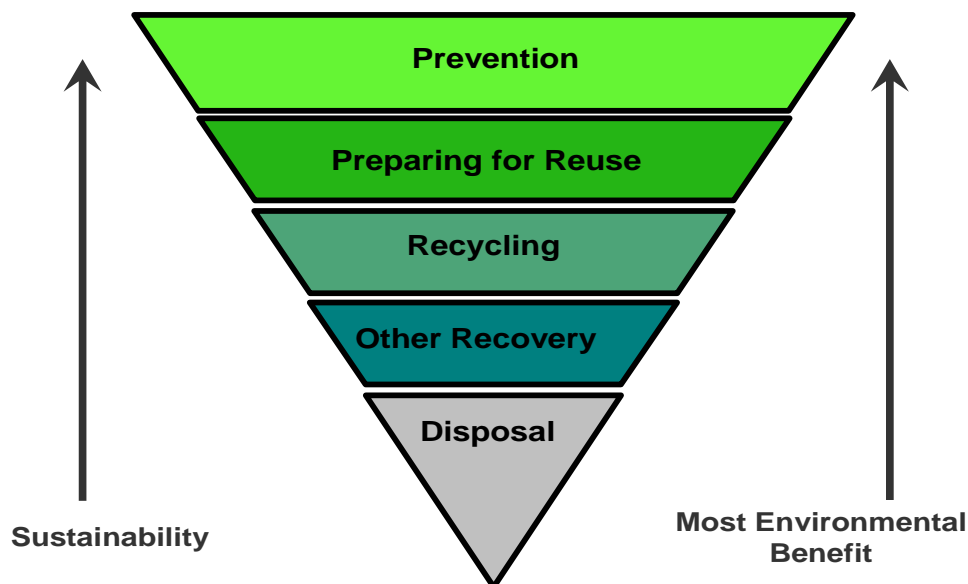 Prevention
Preparing for Reuse
Recycling
Other Recovery
Disposal
Sustainability
Most Environmental
Benefit